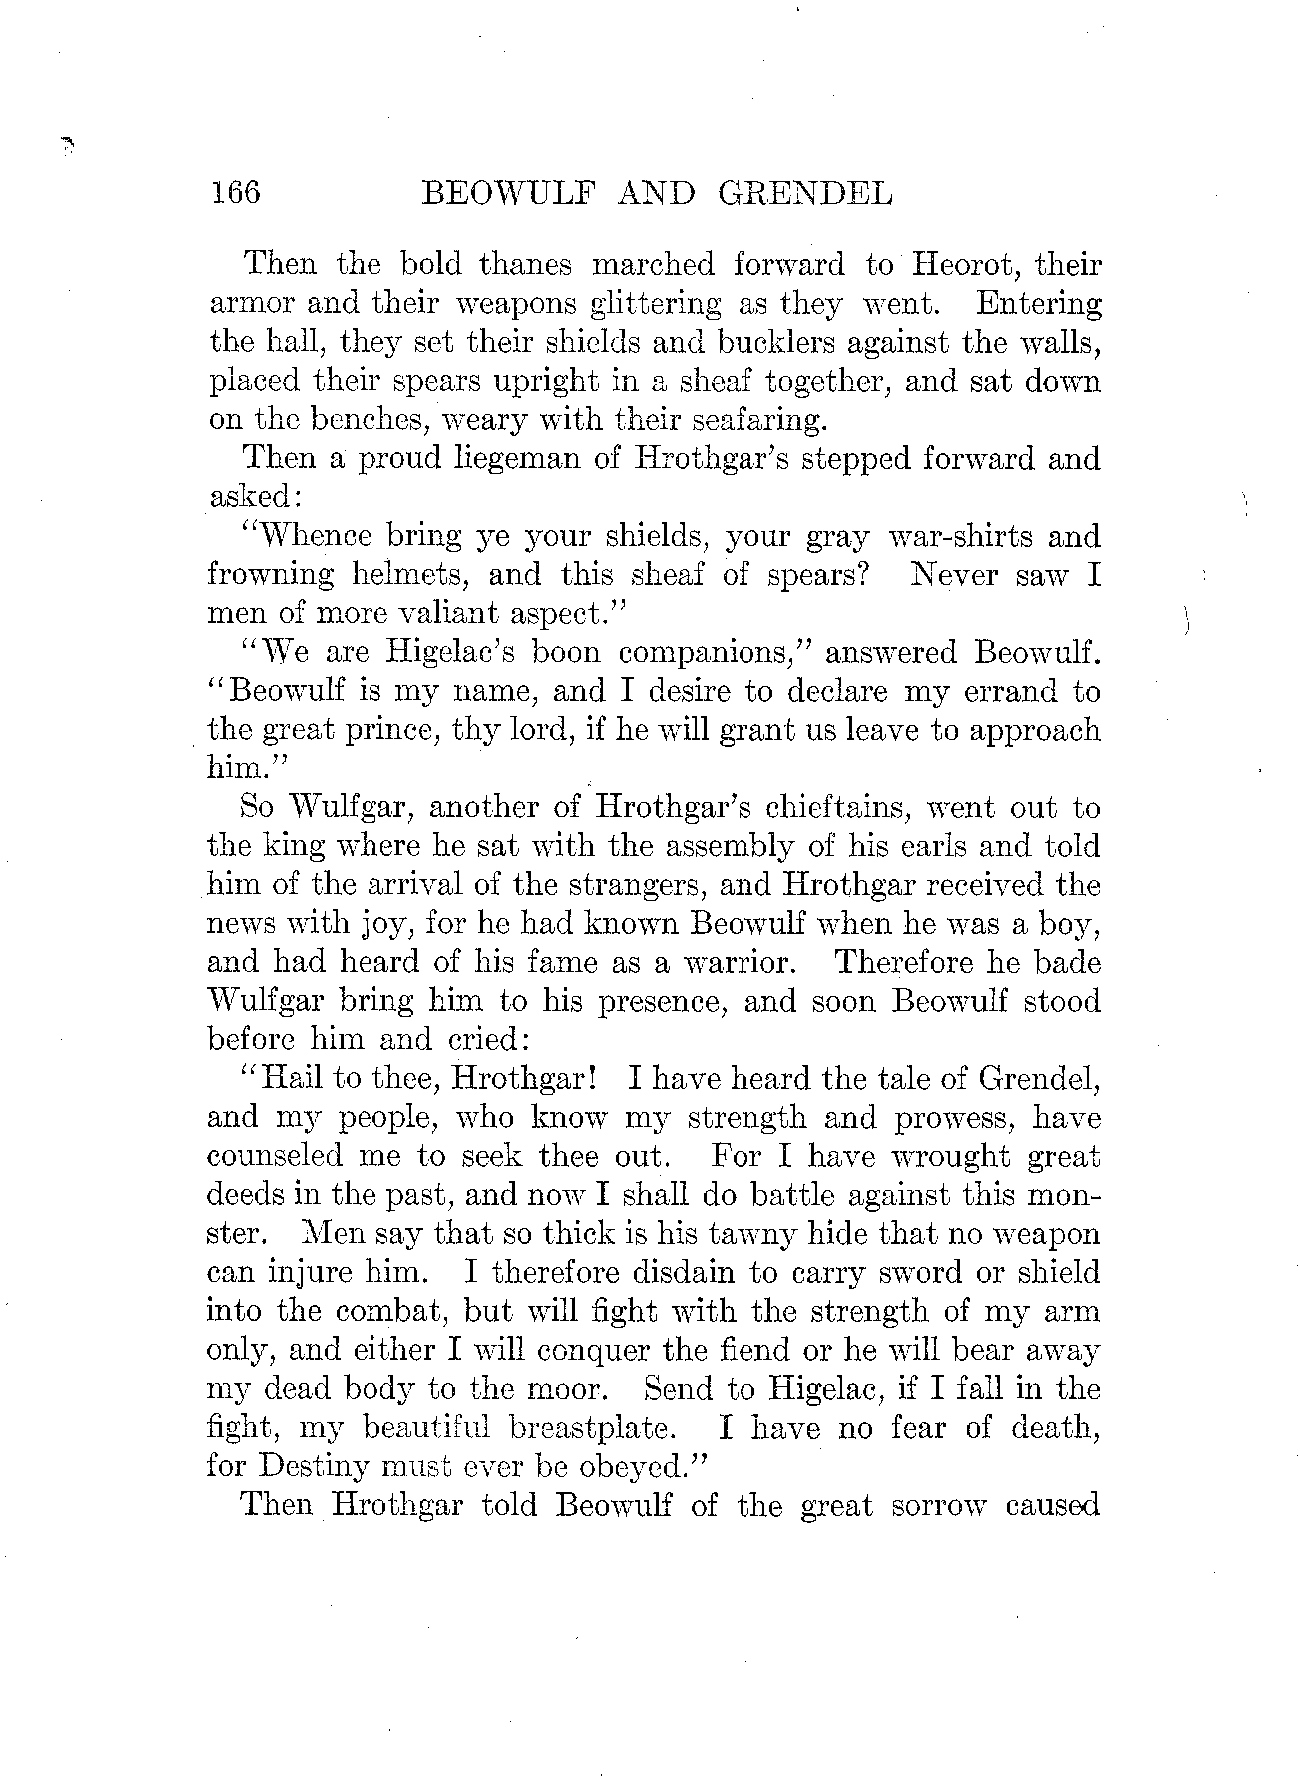 166 BEOWULF AND GRENDEL
Then the bold thanes marched forward to Heorot, their
armor and their weapons glittering as they went. Entering
the hall, they set their shields and bucklers against the walls,
placed their spears upright in a sheaf together, and sat down
on the benches, weary with their seafaring.
Then a proud liegeman of Hrothgar's stepped forward and
asked:
"Whence bring ye your shields, your gray war-shirts and
frowning helmets, and this sheaf of spears? Never saw I
men of more valiant aspect."
"We are Higelac's boon companions," answered Beowulf.
"Beowulf is my name, and I desire to declare my errand to
the great prince, thy lord, if he will grant us leave to approach
him."
So Wulfgar, another of Hrothgar's chieftains, went out to
the king where he sat with the assembly of his earls and told
him of the arrival of the strangers, and Hrothgar received the
news with joy, for he had known Beowulf when he was a boy,
and had heard of his fame as a warrior. Therefore he bade
Wulfgar bring him to his presence, and soon Beowulf stood
before him and cried:
"Hail to thee, Hrothgar! I have heard the tale of Grendel,
and my people, who know my strength and prowess, have
counseled me to seek thee out. For I have wrought great
deeds in the past, and now I shall do battle against this mon-
ster. Men say that so thick is his tawny hide that no weapon
can injure him. I therefore disdain to carry sword or shield
into the combat, but will fight with the strength of my arm
only, and either I will conquer the fiend or he will bear away
my dead body to the moor. Send to Higelac, if I fall in the
fight, my beautiful breastplate. I have no fear of death,
for Destiny must ever be obeyed."
Then Hrothgar told Beowulf of the great sorrow caused